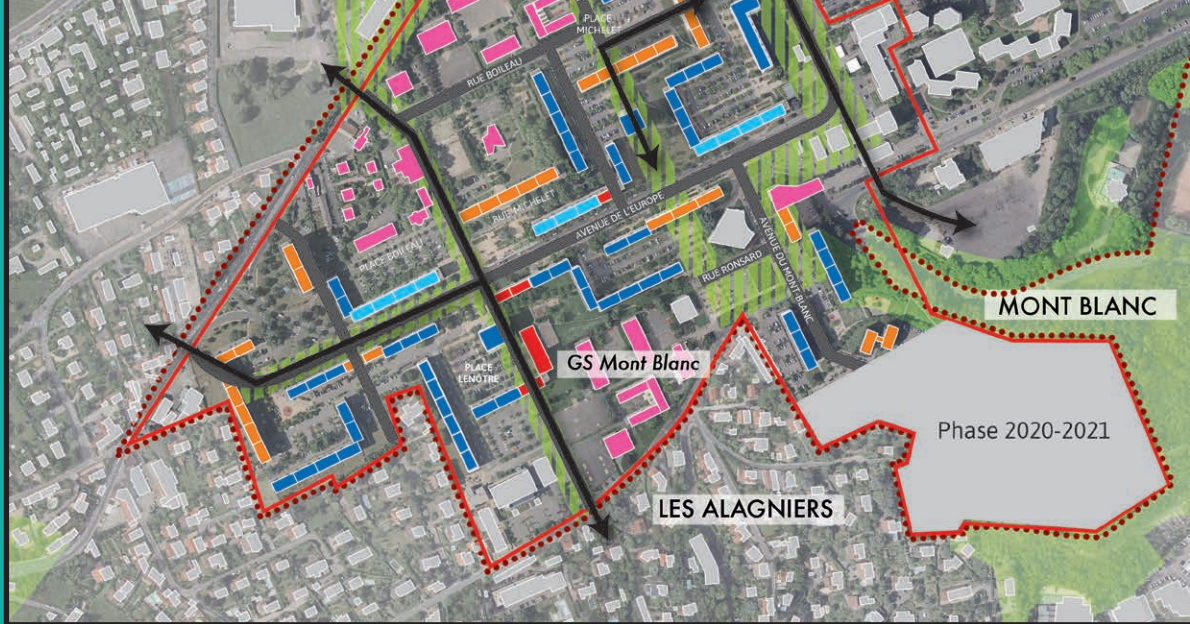 PLACE
MICHELET
RUE BOILEAU
RUE MICHELET
AVENUE DE L'EUROPE
PLACE BOILEAU
RUE RONSARD
AVENUE DU MONT-BLANC
MONT BLANC
GS Mont Blanc
PLACE
LENOTRE
Phase 2020-2021
LES ALAGNIERS